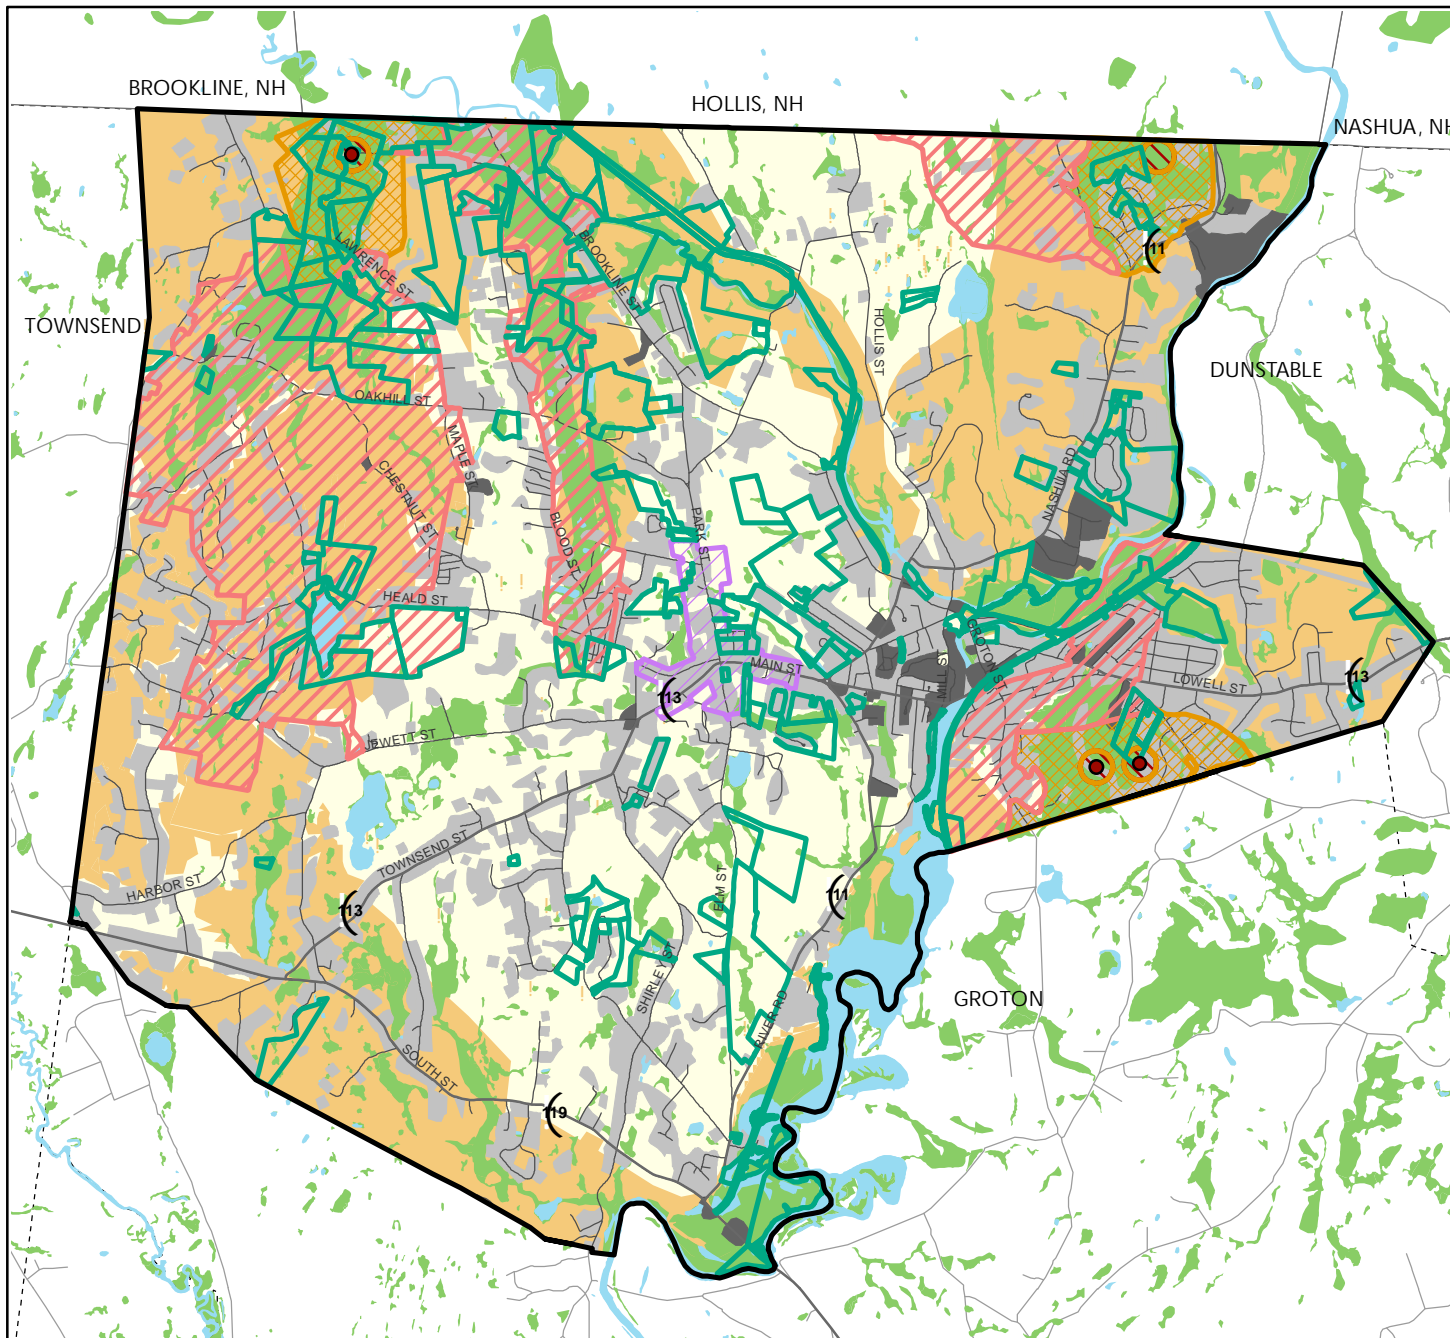 BROOKLINE, NH
HOLLIS, NH
NASHUA, NH
TOWNSEND
DUNSTABLE
GROTON
LAWRENCE ST
BROOKLINE ST
HOLLIS ST
111
OAKHILL ST
MAPLE ST
CHESTNUT ST
NASHUA RD
PARK ST
BLOOD ST
HEALD ST
GROTON ST
MAIN ST
MILL ST
LOWELL ST
113
113
JEWETT ST
TOWNSEND ST
HARBOR ST
113
ELM ST
111
SHIRLEY ST
RIVER RD
SOUTH ST
119